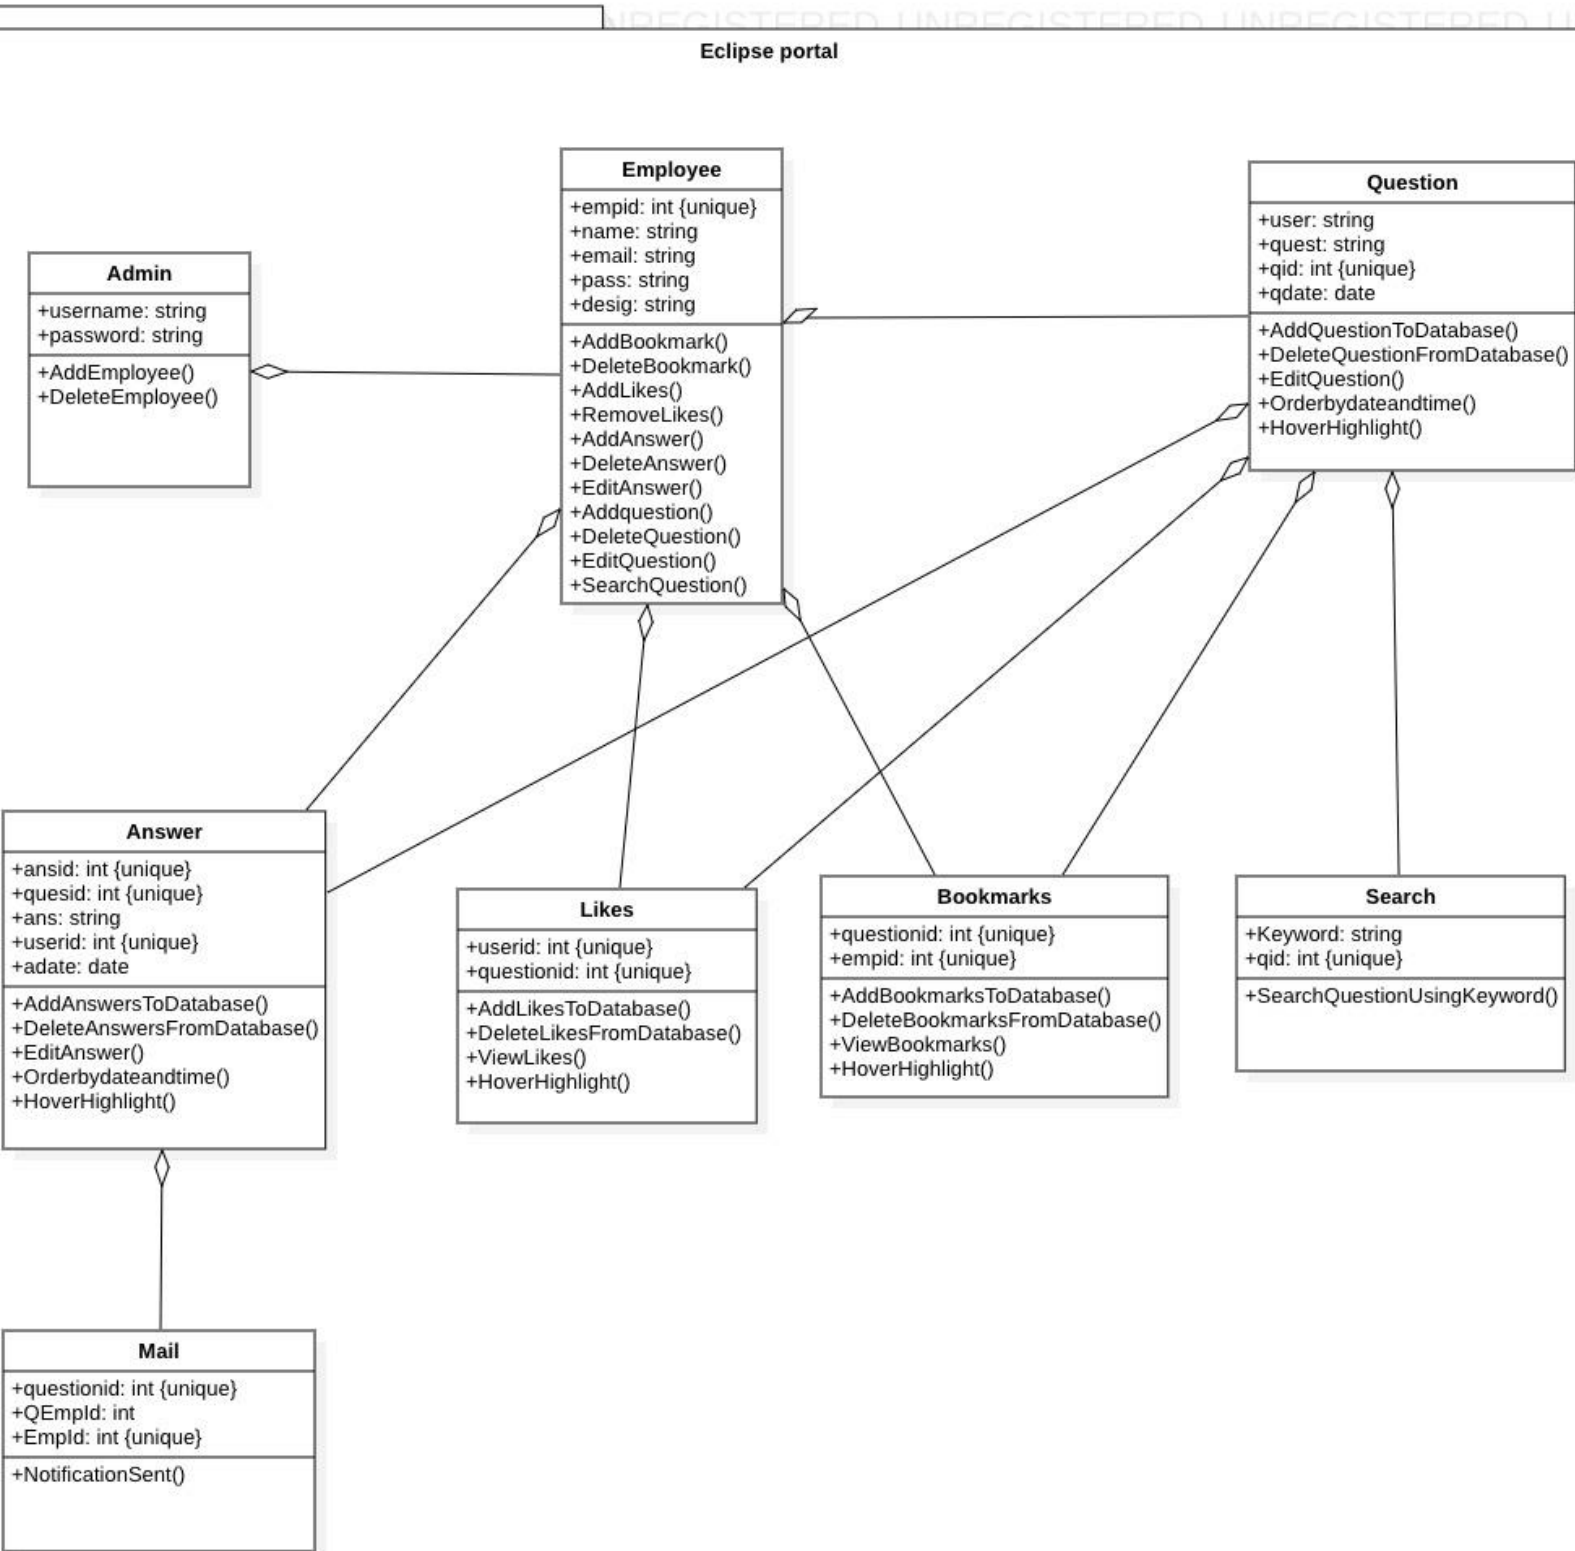 UNREGISTERED UNREGISTERED
Eclipse portal
Employee
+empid: int {unique}
+name: string
+email: string
+pass: string
+desig: string
+AddBookmark()
+DeleteBookmark()
+AddLikes()
+RemoveLikes()
+AddAnswer()
+DeleteAnswer()
+EditAnswer()
+Addquestion()
+DeleteQuestion()
+EditQuestion()
+SearchQuestion()
Question
+user: string
+quest: string
+qid: int {unique}
+qdate: date
+AddQuestionToDatabase()
+DeleteQuestionFromDatabase()
+EditQuestion()
+Orderbydateandtime()
+HoverHighlight()
Admin
+username: string
+password: string
+AddEmployee()
+DeleteEmployee()
Answer
+ansid: int {unique}
+quesid: int {unique}
+ans: string
+userid: int {unique}
+adate: date
+AddAnswersToDatabase()
+DeleteAnswersFromDatabase()
+EditAnswer()
+Orderbydateandtime()
+HoverHighlight()
Likes
+userid: int {unique}
+questionid: int {unique}
+AddLikesToDatabase()
+DeleteLikesFromDatabase()
+ViewLikes()
+HoverHighlight()
Bookmarks
+questionid: int {unique}
+empid: int {unique}
+AddBookmarksToDatabase()
+DeleteBookmarksFromDatabase()
+ViewBookmarks()
+HoverHighlight()
Search
+Keyword: string
+qid: int {unique}
+SearchQuestionUsingKeyword()
Mail
+questionid: int {unique}
+QEmpId: int
+EmpId: int {unique}
+NotificationSent()